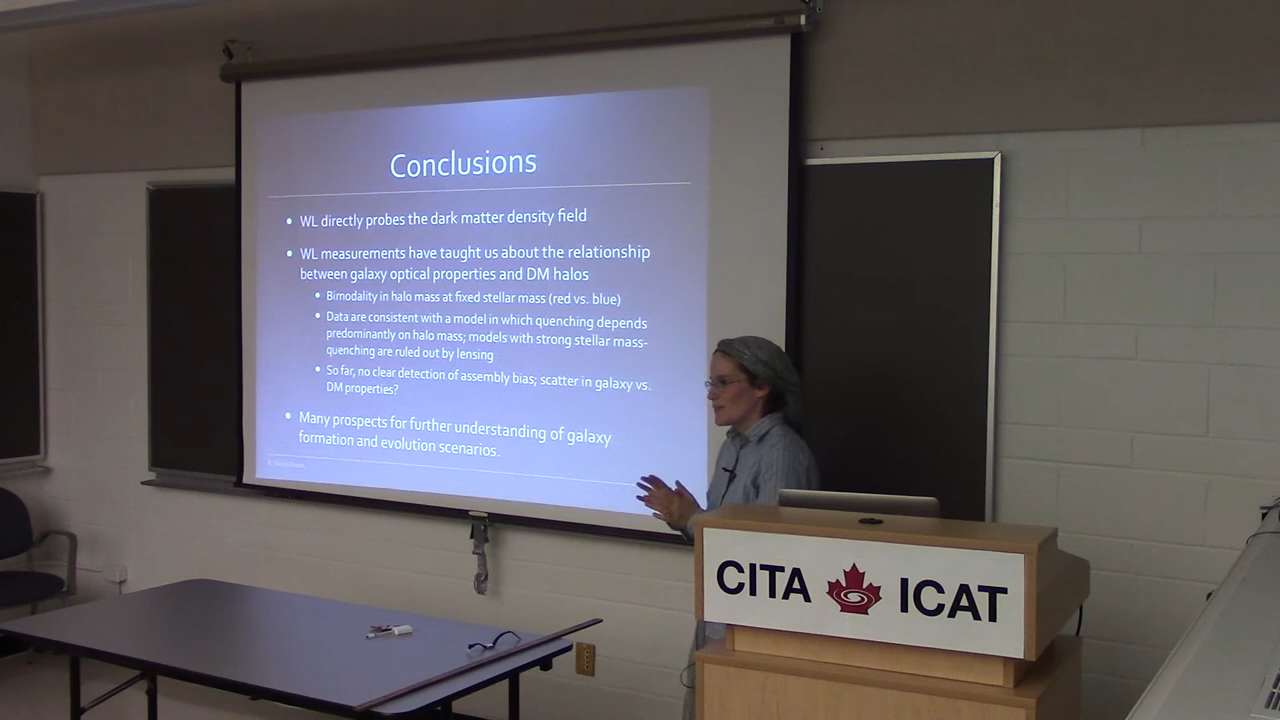 Conclusions
• WL directly probes the dark matter density field
• WL measurements have taught us about the relationship
between galaxy optical properties and DM halos
• Bimodality in halo mass at fixed stellar mass (red vs. blue)
• Data are consistent with a model in which quenching depends
predominantly on halo mass; models with strong stellar mass-
quenching are ruled out by lensing
• So far, no clear detection of assembly bias; scatter in galaxy vs.
DM properties?
• Many prospects for further understanding of galaxy
formation and evolution scenarios.
CITA ICAT